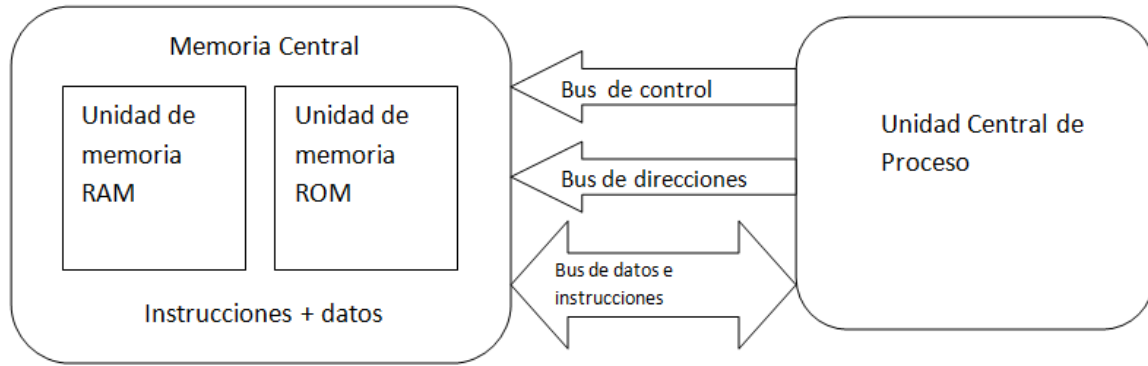 Memoria Central
Unidad de
memoria
RAM
Unidad de
memoria
ROM
Instrucciones + datos
Bus de control
Bus de direcciones
Bus de datos e
instrucciones
Unidad Central de
Proceso